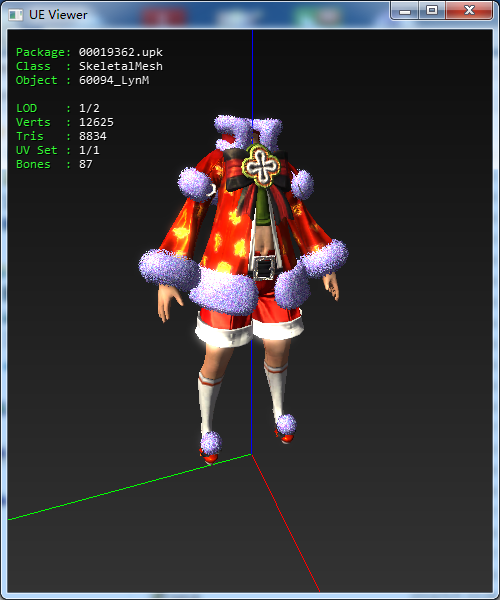 UE Viewer
Package: 00019362.upk
Class : SkeletalMesh
Object : 60094_LynM
LOD : 1/2
Verts : 12625
Tris : 8834
UV Set : 1/1
Bones : 87